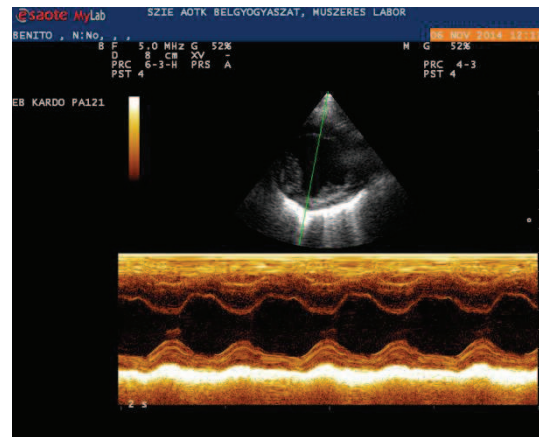 esaote MyLab
SZIE AOTK BELGYOGYASZAT, MUSZERES LABOR
BENITO , N:No, , ,
06 NOV 2014 12:
B F 5.0 MHz G 52%
D 8 cm XV -
PRC 6-3-H PRS A
PST 4
M G 52%
PRC 4-3
PST 4
EB KARDO PA121
2 s